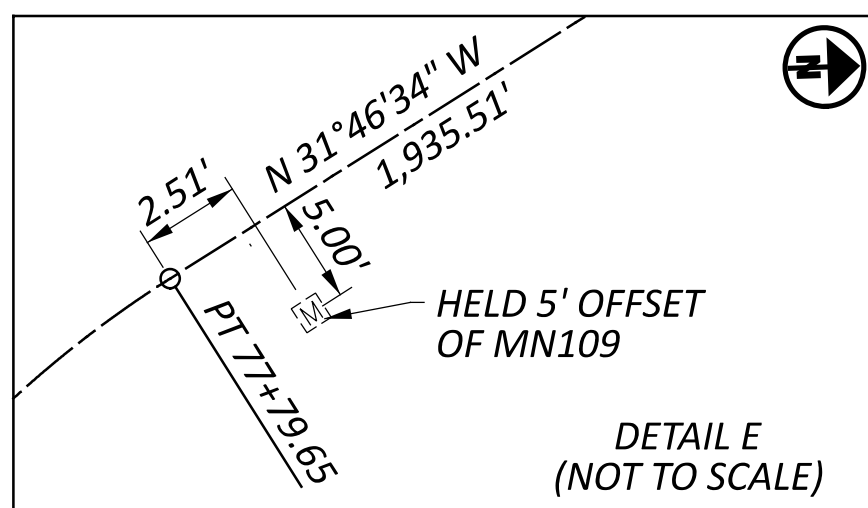 N
N 31°46'34" W
1,935.51'
2.51'
5.00'
M
PT 77+79.65
HELD 5' OFFSET
OF MN109
DETAIL E
(NOT TO SCALE)